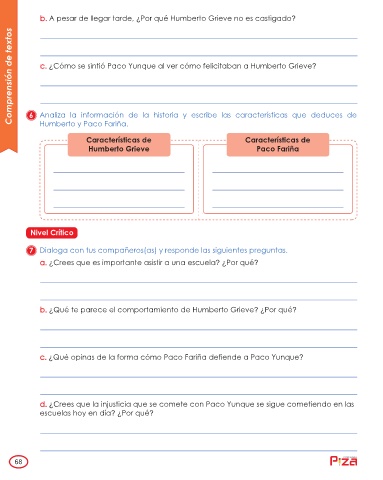 Comprensión de textos
b. A pesar de llegar tarde, ¿Por qué Humberto Grieve no es castigado?
c. ¿Cómo se sintió Paco Yunque al ver cómo felicitaban a Humberto Grieve?
6 Analiza la información de la historia y escribe las características que deduces de
Humberto y Paco Fariña.
Características de
Humberto Grieve
Características de
Paco Fariña
Nivel Crítico
7 Dialoga con tus compañeros(as) y responde las siguientes preguntas.
a. ¿Crees que es importante asistir a una escuela? ¿Por qué?
b. ¿Qué te parece el comportamiento de Humberto Grieve? ¿Por qué?
c. ¿Qué opinas de la forma cómo Paco Fariña defiende a Paco Yunque?
d. ¿Crees que la injusticia que se comete con Paco Yunque se sigue cometiendo en las
escuelas hoy en día? ¿Por qué?
68